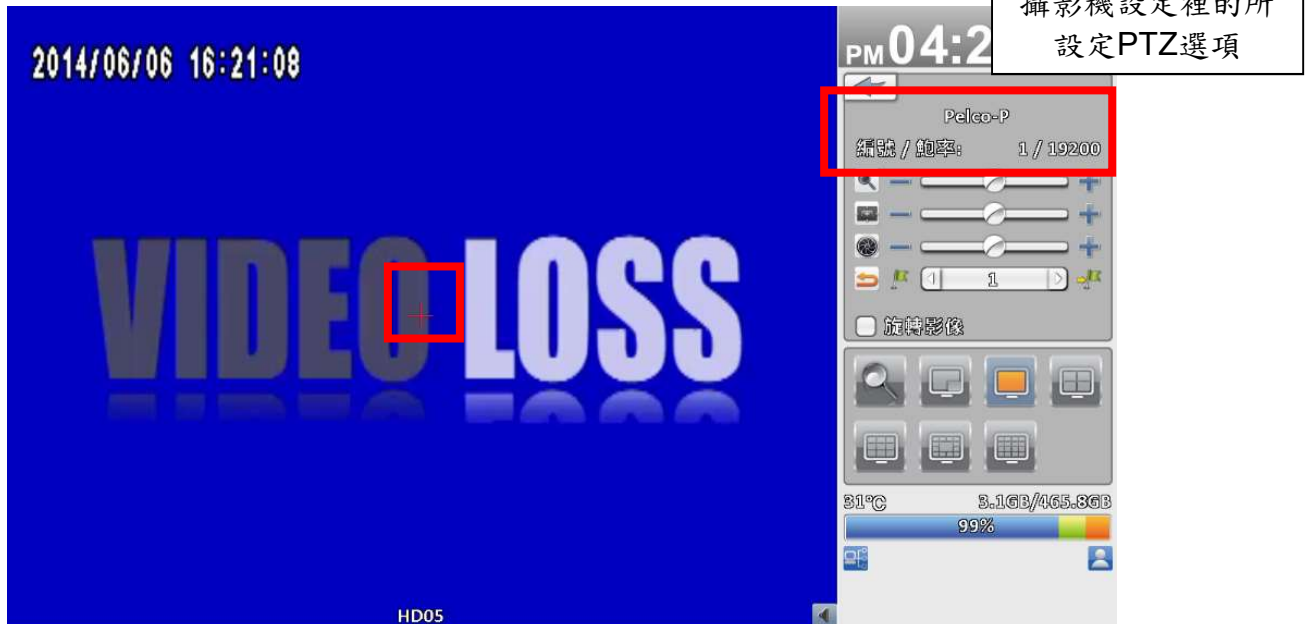 攝影機設定裡的所
設定PTZ選項
2014/06/06 16:21:08
PM 04:2
Pelco-P
編號 / 鮑率: 1 / 19200
1
旋轉影像
VIDEO LOSS
31°C 3.1GB/465.8GB
99%
HD05